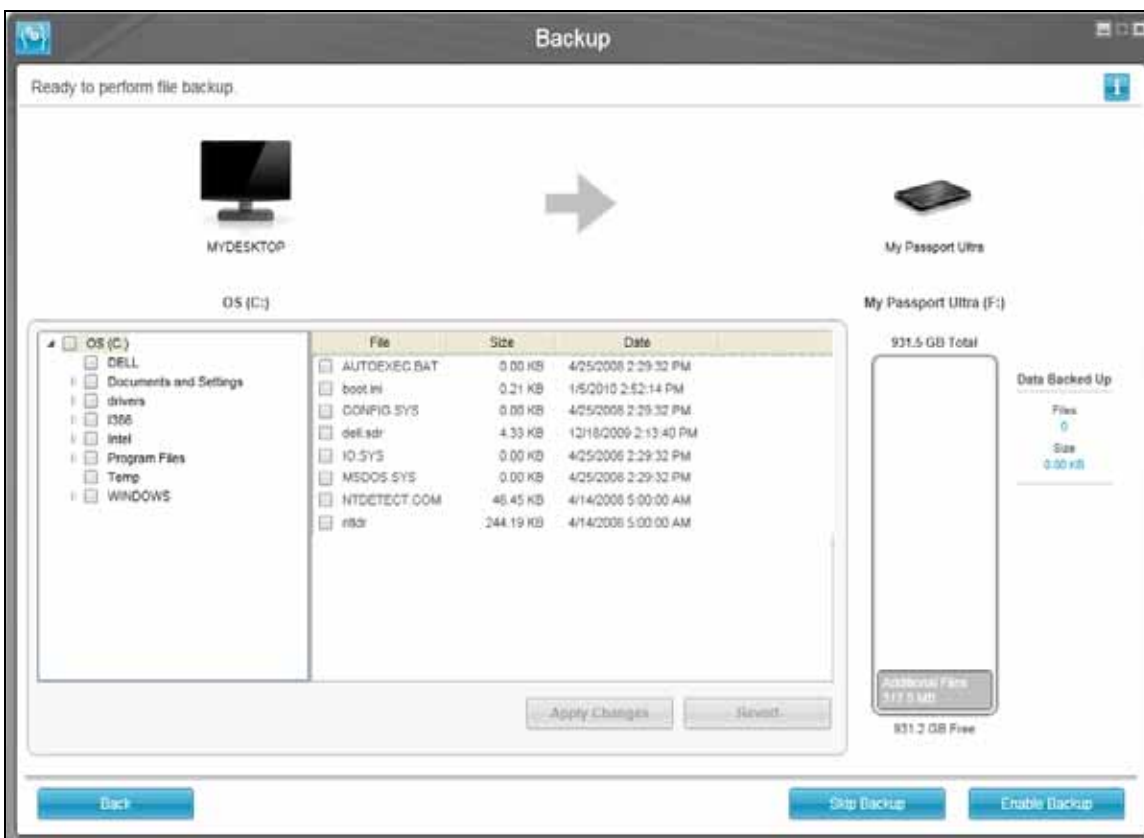 Backup
Ready to perform file backup.
MYDESKTOP
My Passport Ultra
OS (C:)
My Passport Ultra (F:)
OS (C:)
DELL
Documents and Settings
drivers
I386
Intel
Program Files
Temp
WINDOWS
File Size Date
AUTOEXEC.BAT 0.00 KB 4/25/2008 2:29:32 PM
boot.ini 0.21 KB 1/5/2010 2:52:14 PM
CONFIG.SYS 0.00 KB 4/25/2008 2:29:32 PM
dell.sdr 4.33 KB 12/18/2009 2:13:40 PM
IO.SYS 0.00 KB 4/25/2008 2:29:32 PM
MSDOS.SYS 0.00 KB 4/25/2008 2:29:32 PM
NTDETECT.COM 46.45 KB 4/14/2008 5:00:00 AM
ntldr 244.19 KB 4/14/2008 5:00:00 AM
931.5 GB Total
Additional Files
931.2 GB Free
Data Backed Up
Files
0
Size
0.00 KB
Apply Changes
Revert
Back
Skip Backup
Enable Backup